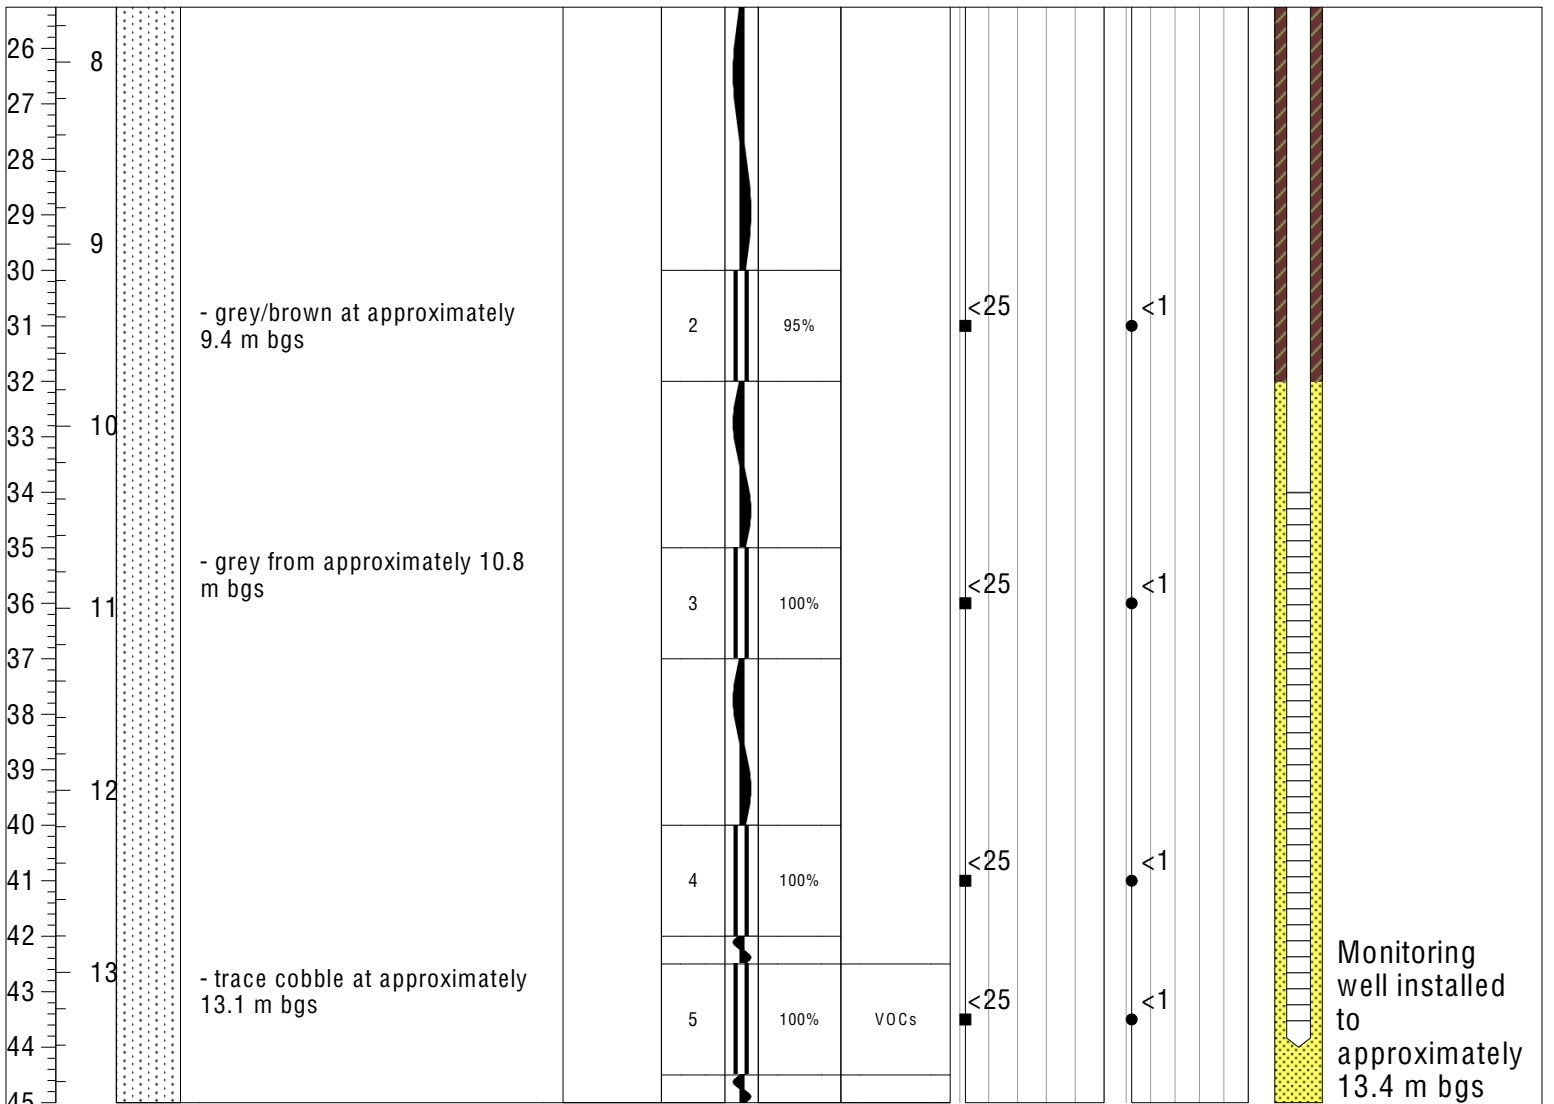 26
8
27
28
29
9
30
- grey/brown at approximately
9.4 m bgs
2 95% <25 <1
31
32
10
33
34
35
- grey from approximately 10.8
m bgs
3 100% <25 <1
36
11
37
38
39
12
40
4 100% <25 <1
41
42
13
- trace cobble at approximately
13.1 m bgs
43
5 100% VOCs <25 <1
44
45
Monitoring
well installed
to
approximately
13.4 m bgs